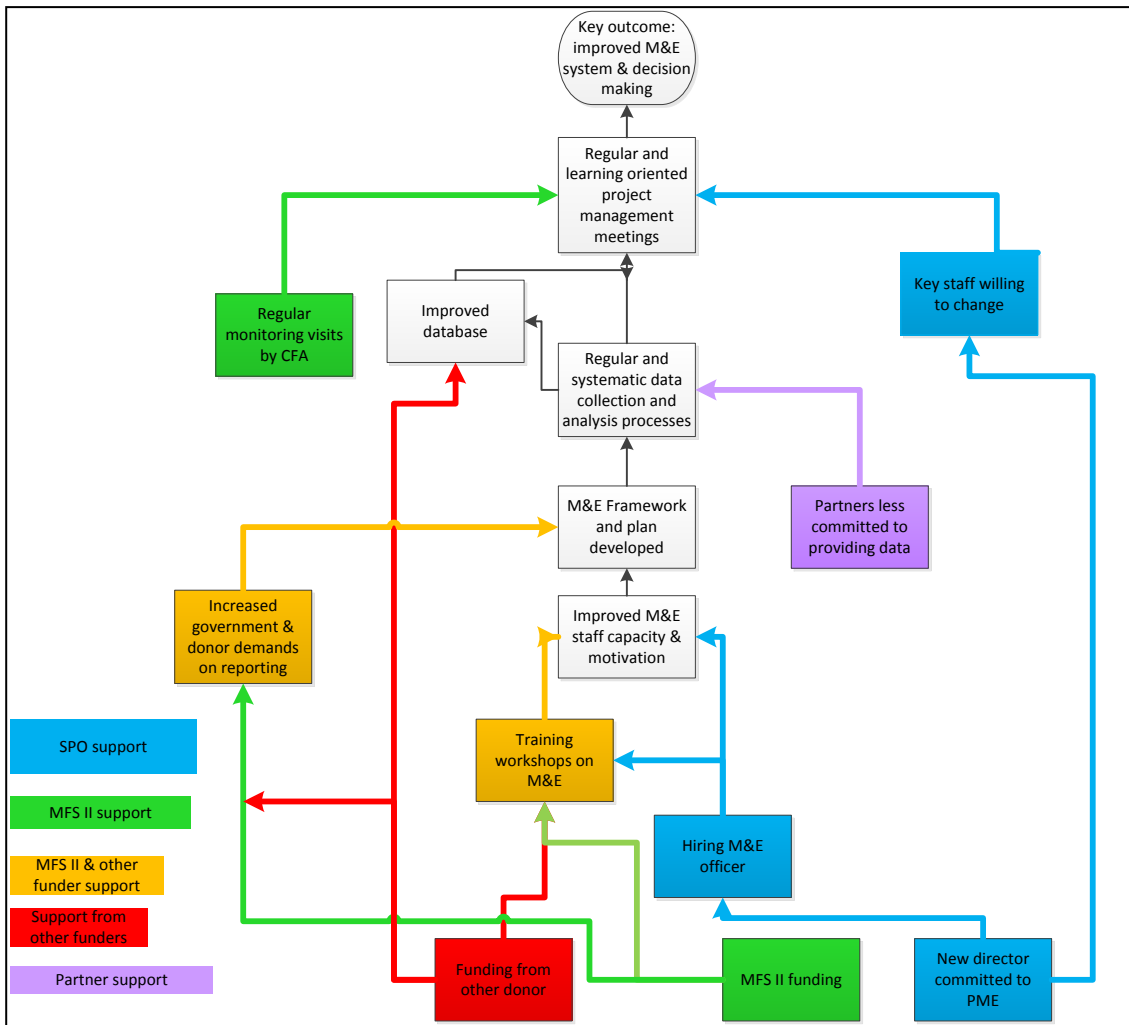 Key outcome:
improved M&E
system & decision
making
Regular and
learning oriented
project
management
meetings
Key staff willing
to change
Improved
database
Regular
monitoring visits
by CFA
Regular and
systematic data
collection and
analysis processes
M&E Framework
and plan
developed
Partners less
committed to
providing data
Increased
government &
donor demands
on reporting
Improved M&E
staff capacity &
motivation
SPO support
Training
workshops on
M&E
MFS II support
Hiring M&E
officer
MFS II & other
funder support
Support from
other funders
Partner support
Funding from
other donor
MFS II funding
New director
committed to
PME